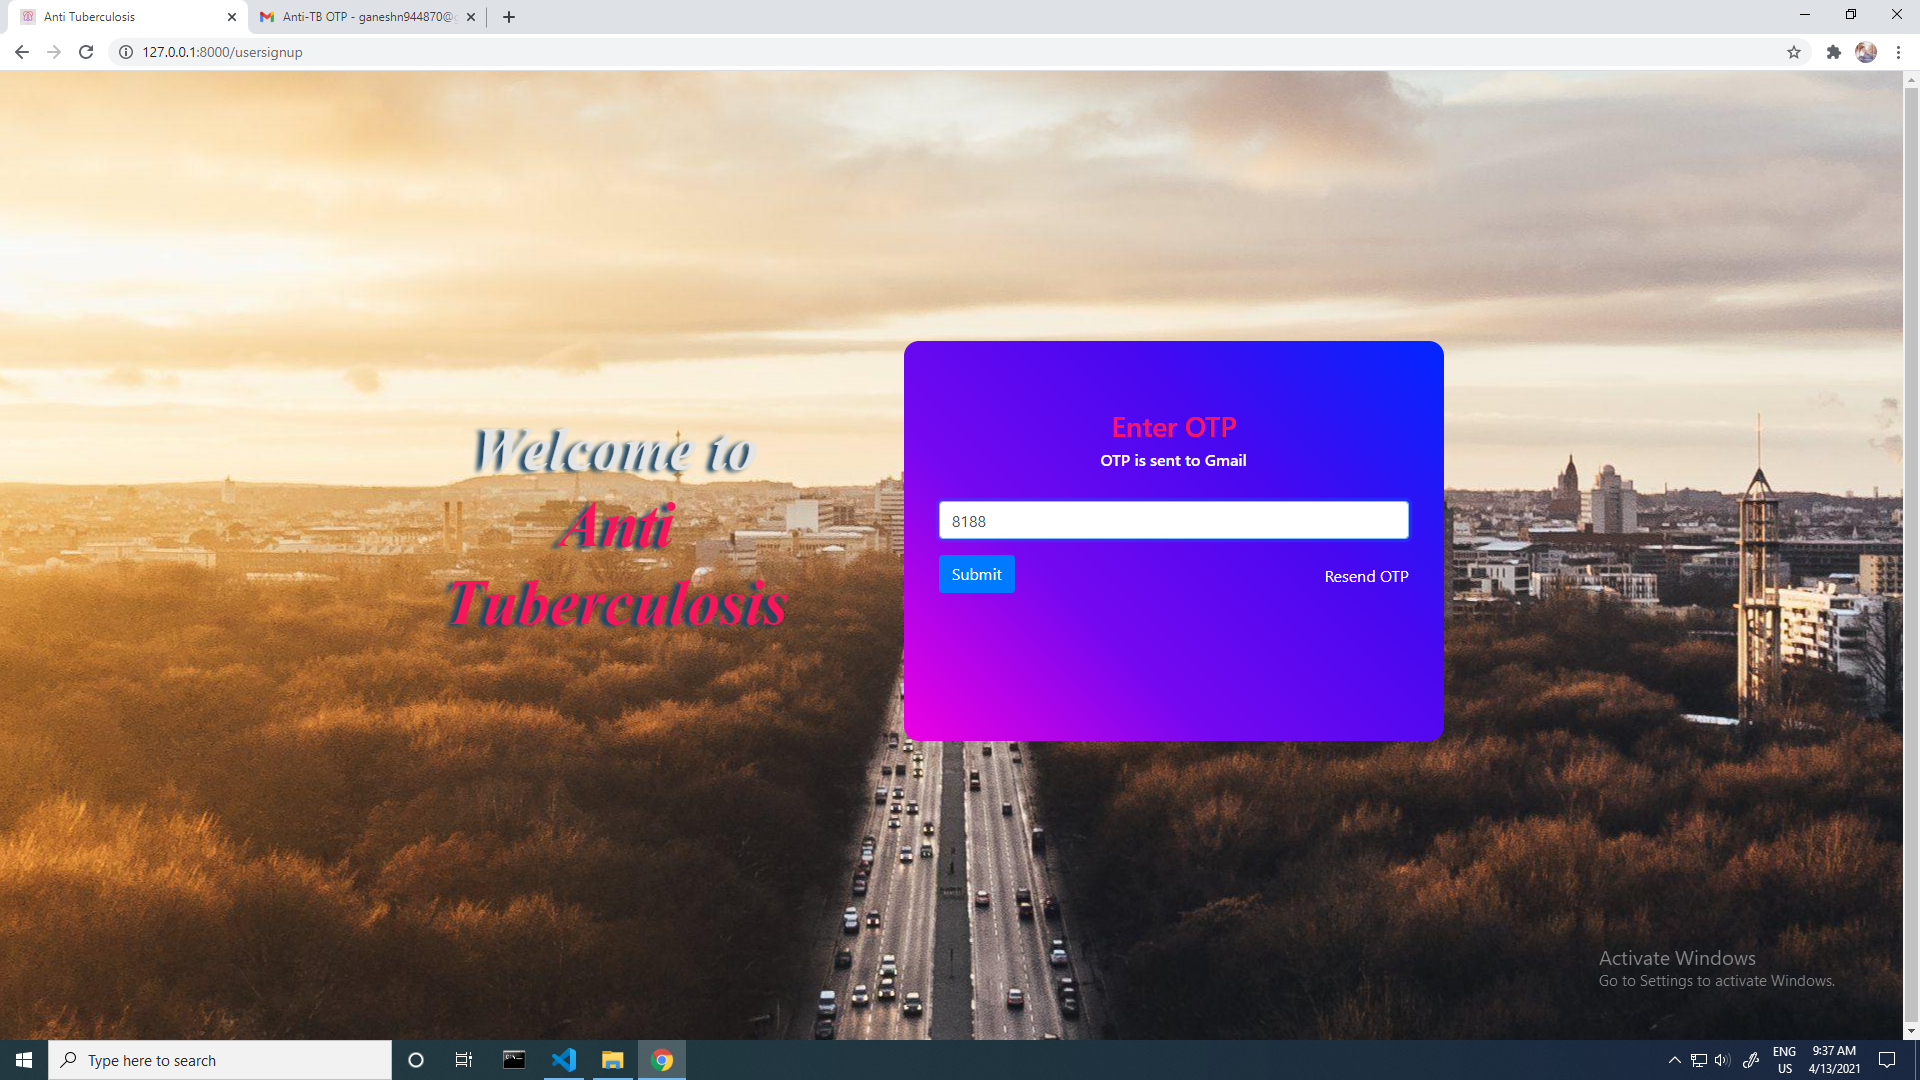 Anti Tuberculosis
Anti-TB OTP - ganeshn944870@
127.0.0.1:8000/usersignup
Welcome to
Anti
Tuberculosis
Enter OTP
OTP is sent to Gmail
8188
Submit
Resend OTP
Activate Windows
Go to Settings to activate Windows.
Type here to search
ENG
US
9:37 AM
4/13/2021